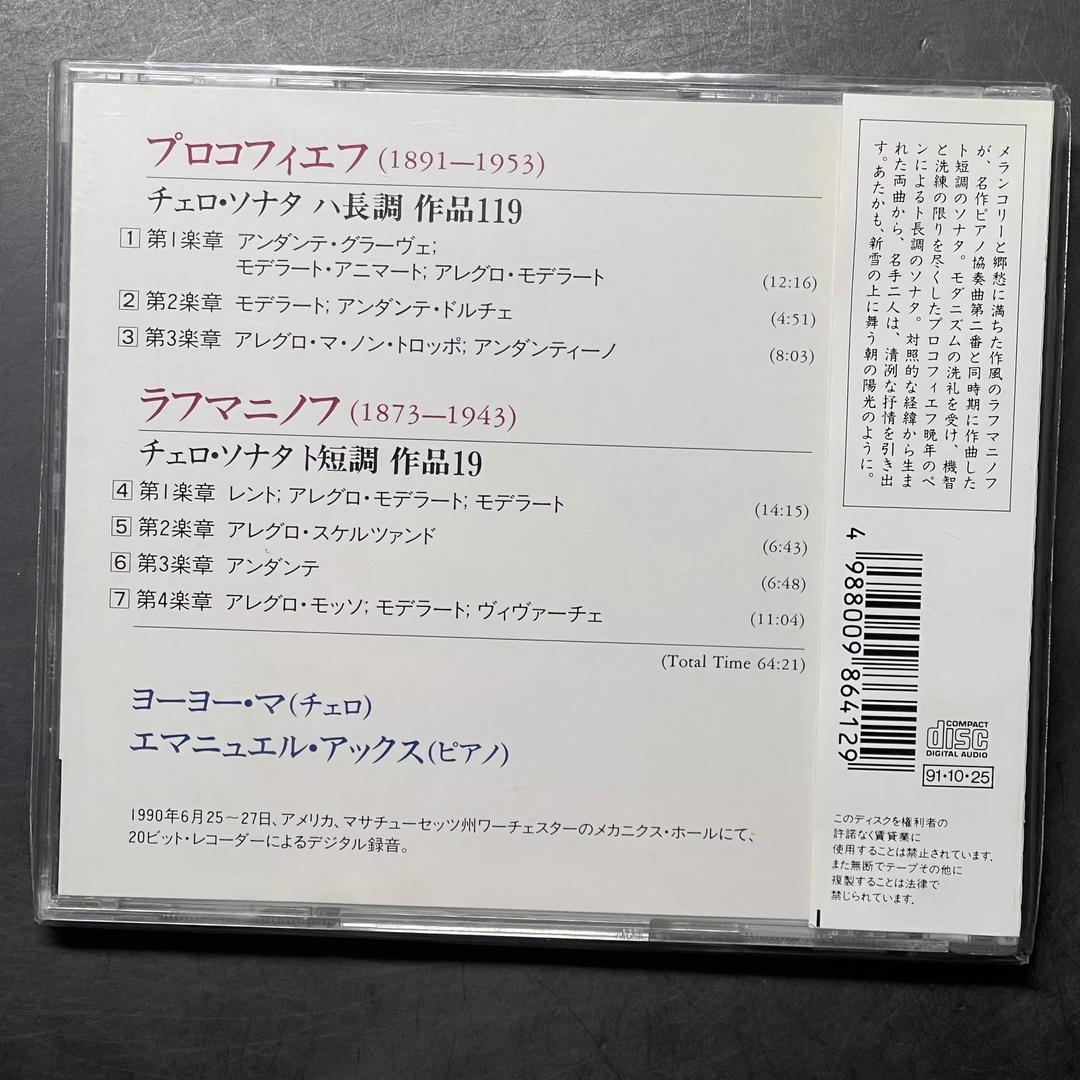 プロコフィエフ(1891—1953)
チェロ・ソナタ ハ長調 作品119
1 第1楽章 アンダンテ・グラーヴェ;
モデラート・アニマート; アレグロ・モデラート (12:16)
2 第2楽章 モデラート; アンダンテ・ドルチェ (4:51)
3 第3楽章 アレグロ・マ・ノン・トロッポ; アンダンティーノ (8:03)
ラフマニノフ(1873—1943)
チェロ・ソナタ ト短調 作品19
4 第1楽章 レント; アレグロ・モデラート; モデラート (14:15)
5 第2楽章 アレグロ・スケルツァンド (6:43)
6 第3楽章 アンダンテ (6:48)
7 第4楽章 アレグロ・モッソ; モデラート; ヴィヴァーチェ (11:04)
(Total Time 64:21)
ヨーヨー・マ(チェロ)
エマニュエル・アックス(ピアノ)
1990年6月25〜27日、アメリカ、マサチューセッツ州ワーチェスターのメカニクス・ホールにて、
20ビット・レコーダーによるデジタル録音。
メランコリーと郷愁に満ちた作風のラフマニノフ
が、名作ピアノ協奏曲第二番と同時期に作曲した
ト短調のソナタ。モダニズムの洗礼を受け、機智
と洗練の限りを尽くしたプロコフィエフ晩年のペ
ンによるト長調のソナタ。対照的な経緯から生ま
れた両曲から、名手二人は、清冽な抒情を引き出
す。あたかも、新雪の上に舞う朝の陽光のように。
4 988009 864129
COMPACT
disc
DIGITAL AUDIO
91・10・25
このディスクを権利者の
許諾なく賃貸業に
使用することは禁止されています。
また無断でテープその他に
複製することは法律で
禁じられています。